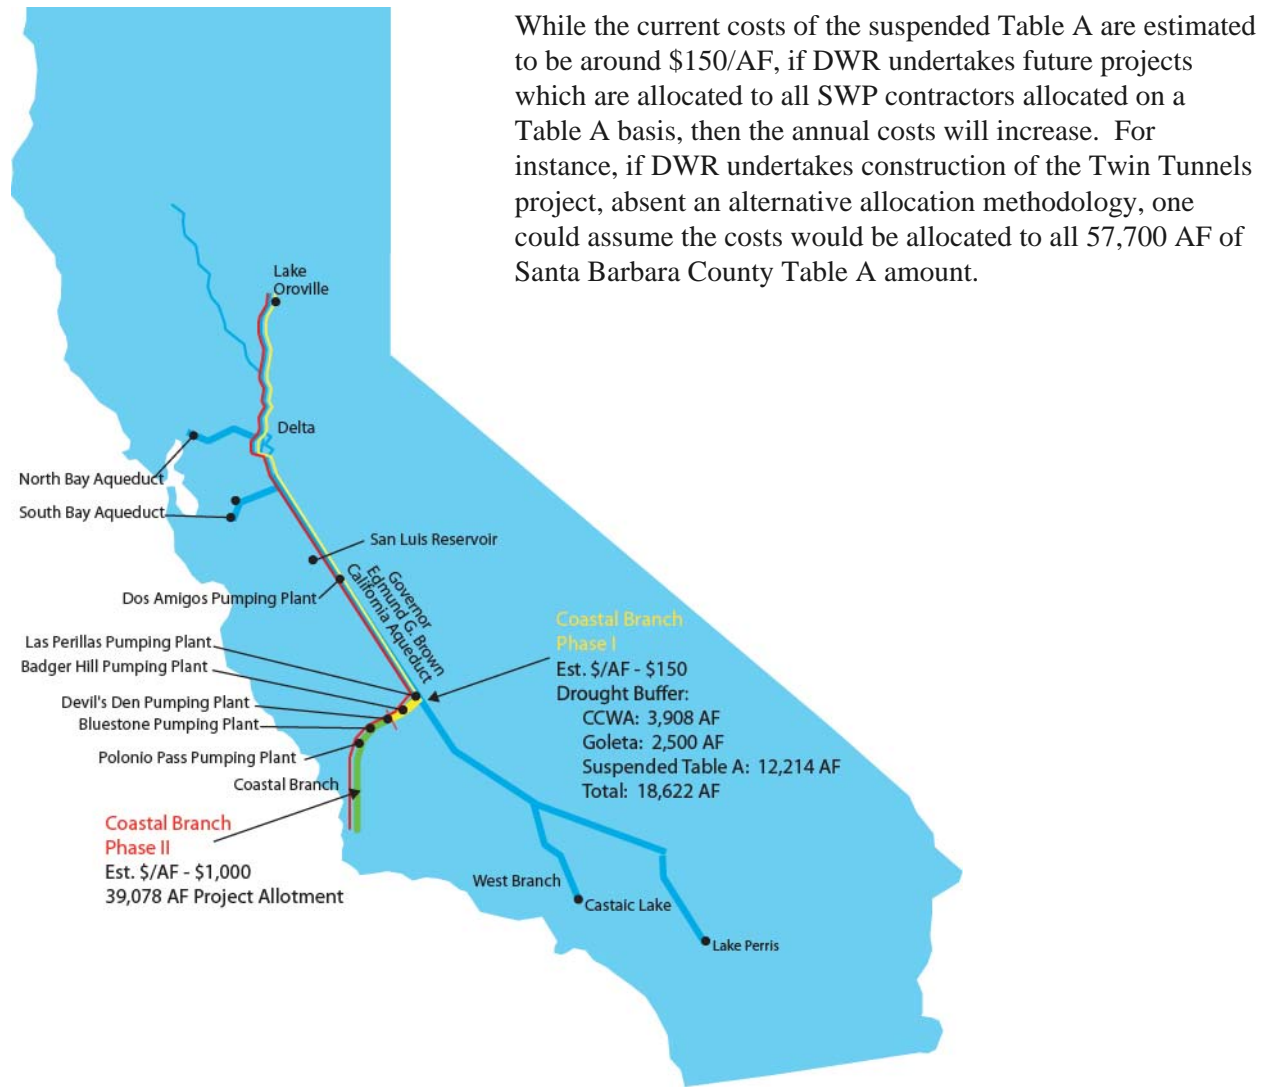 While the current costs of the suspended Table A are estimated
to be around $150/AF, if DWR undertakes future projects
which are allocated to all SWP contractors allocated on a
Table A basis, then the annual costs will increase.  For
instance, if DWR undertakes construction of the Twin Tunnels
project, absent an alternative allocation methodology, one
could assume the costs would be allocated to all 57,700 AF of
Santa Barbara County Table A amount.
Lake
Oroville
Delta
North Bay Aqueduct
South Bay Aqueduct
San Luis Reservoir
Dos Amigos Pumping Plant
Governor
Edmund G. Brown
California Aqueduct
Las Perillas Pumping Plant
Badger Hill Pumping Plant
Devil's Den Pumping Plant
Bluestone Pumping Plant
Polonio Pass Pumping Plant
Coastal Branch
Coastal Branch
Phase I
Est. $/AF - $150
Drought Buffer:
CCWA: 3,908 AF
Goleta: 2,500 AF
Suspended Table A: 12,214 AF
Total: 18,622 AF
Coastal Branch
Phase II
Est. $/AF - $1,000
39,078 AF Project Allotment
West Branch
Castaic Lake
Lake Perris